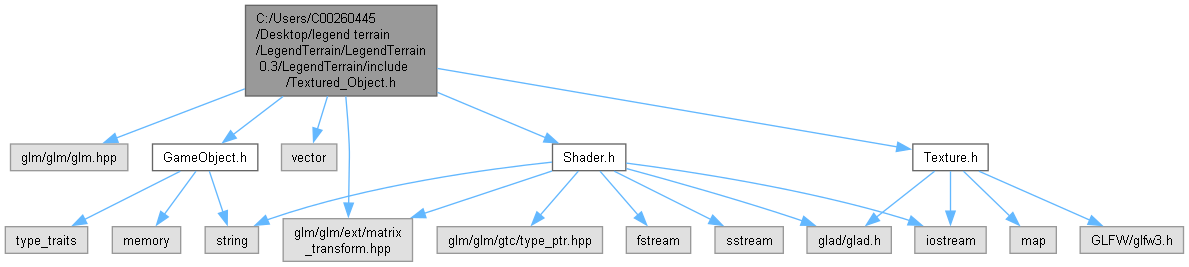 C:/Users/C00260445
/Desktop/legend terrain
/LegendTerrain/LegendTerrain
0.3/LegendTerrain/include
/Textured_Object.h
glm/glm/glm.hpp
GameObject.h
vector
Shader.h
Texture.h
type_traits
memory
string
glm/glm/ext/matrix
_transform.hpp
glm/glm/gtc/type_ptr.hpp
fstream
sstream
glad/glad.h
iostream
map
GLFW/glfw3.h